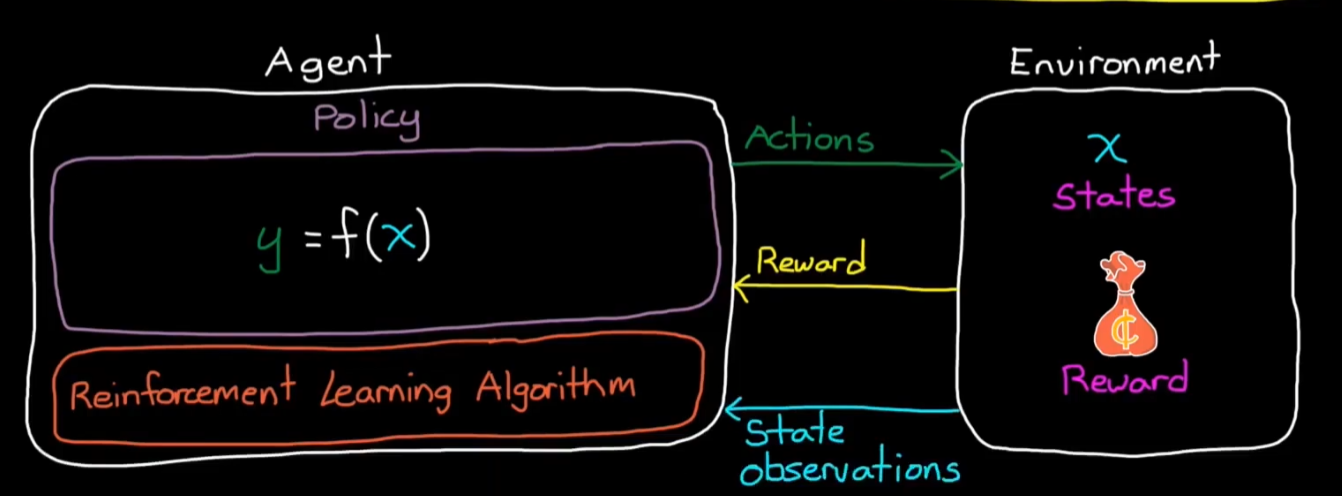 Agent
Policy
y = f(x)
Reinforcement Learning Algorithm
Actions
Reward
State
observations
Environment
x
States
¢
Reward